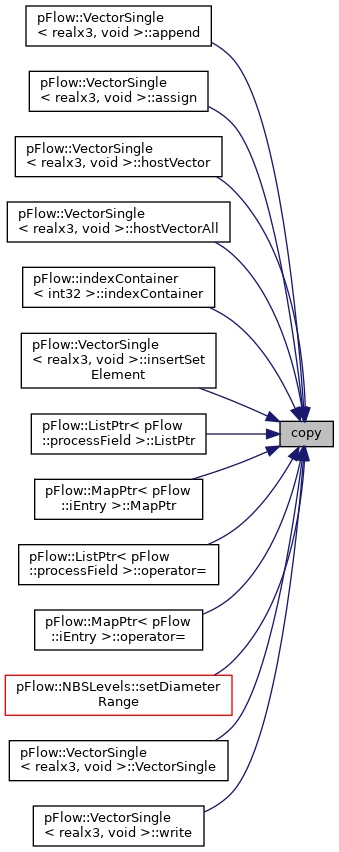 pFlow::VectorSingle
< realx3, void >::append
pFlow::VectorSingle
< realx3, void >::assign
pFlow::VectorSingle
< realx3, void >::hostVector
pFlow::VectorSingle
< realx3, void >::hostVectorAll
pFlow::indexContainer
< int32 >::indexContainer
pFlow::VectorSingle
< realx3, void >::insertSet
Element
copy
pFlow::ListPtr< pFlow
::processField >::ListPtr
pFlow::MapPtr< pFlow
::iEntry >::MapPtr
pFlow::ListPtr< pFlow
::processField >::operator=
pFlow::MapPtr< pFlow
::iEntry >::operator=
pFlow::NBSLevels::setDiameter
Range
pFlow::VectorSingle
< realx3, void >::VectorSingle
pFlow::VectorSingle
< realx3, void >::write